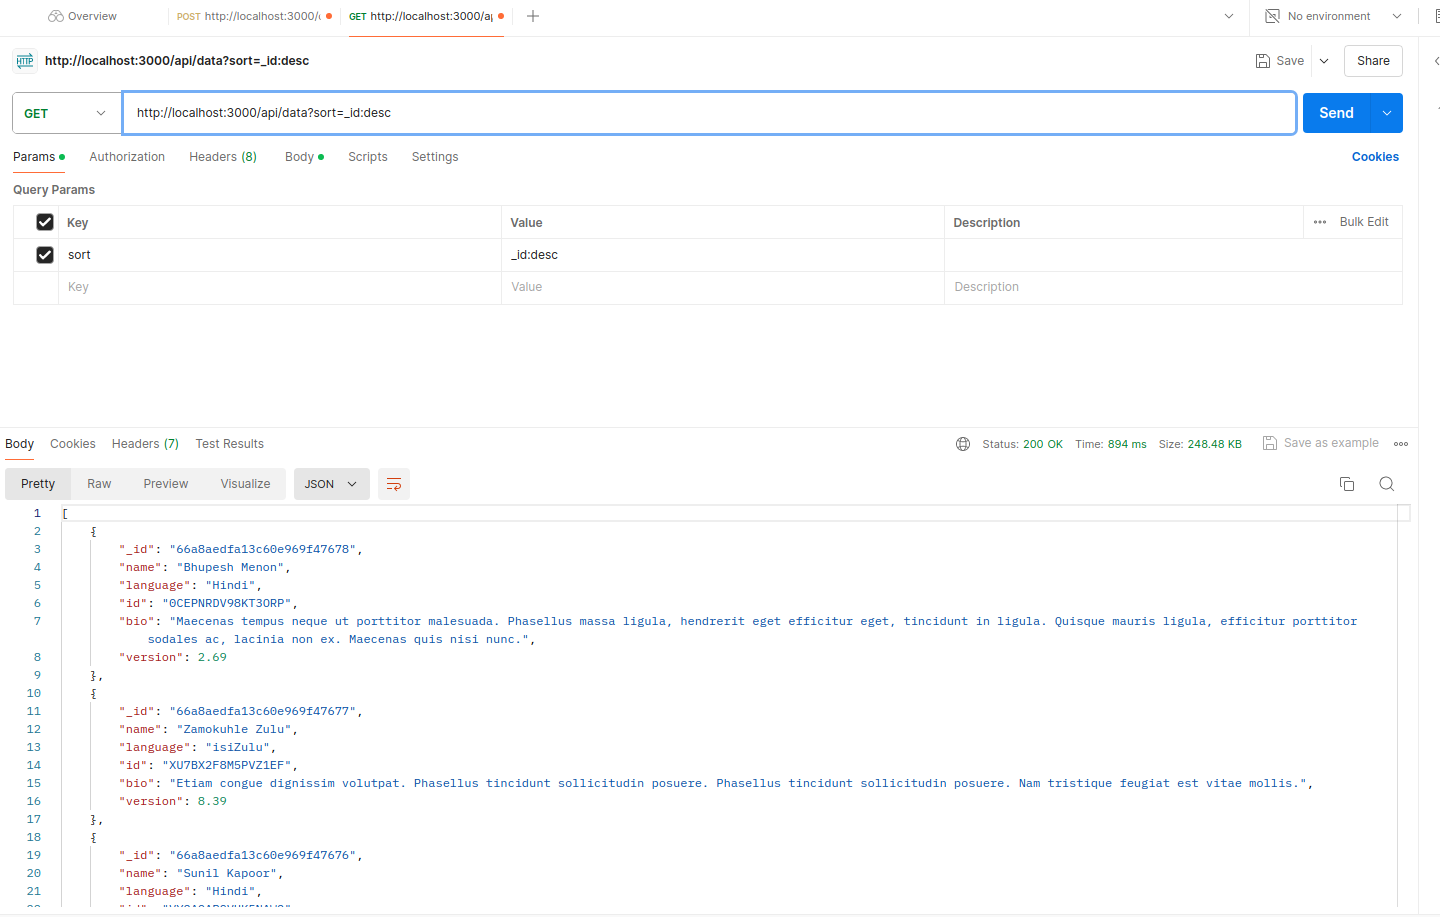 Overview
POST http://localhost:3000/
GET http://localhost:3000/a
No environment
HTTP http://localhost:3000/api/data?sort=_id:desc
Save
Share
GET
http://localhost:3000/api/data?sort=_id:desc
Send
Params
Authorization
Headers (8)
Body
Scripts
Settings
Cookies
Query Params
Key Value Description Bulk Edit
sort _id:desc
Key Value Description
Body Cookies Headers (7) Test Results
Status: 200 OK Time: 894 ms Size: 248.48 KB
Save as example
Pretty Raw Preview Visualize JSON
1 [
2 {
3 "_id": "66a8aedfa13c60e969f47678",
4 "name": "Bhupesh Menon",
5 "language": "Hindi",
6 "id": "0CEPNRDV98KT3ORP",
7 "bio": "Maecenas tempus neque ut porttitor malesuada. Phasellus massa ligula, hendrerit eget efficitur eget, tincidunt in ligula. Quisque mauris ligula, efficitur porttitor
sodales ac, lacinia non ex. Maecenas quis nisi nunc.",
8 "version": 2.69
9 },
10 {
11 "_id": "66a8aedfa13c60e969f47677",
12 "name": "Zamokuhle Zulu",
13 "language": "isiZulu",
14 "id": "XU7BX2F8M5PVZ1EF",
15 "bio": "Etiam congue dignissim volutpat. Phasellus tincidunt sollicitudin posuere. Phasellus tincidunt sollicitudin posuere. Nam tristique feugiat est vitae mollis.",
16 "version": 8.39
17 },
18 {
19 "_id": "66a8aedfa13c60e969f47676",
20 "name": "Sunil Kapoor",
21 "language": "Hindi",